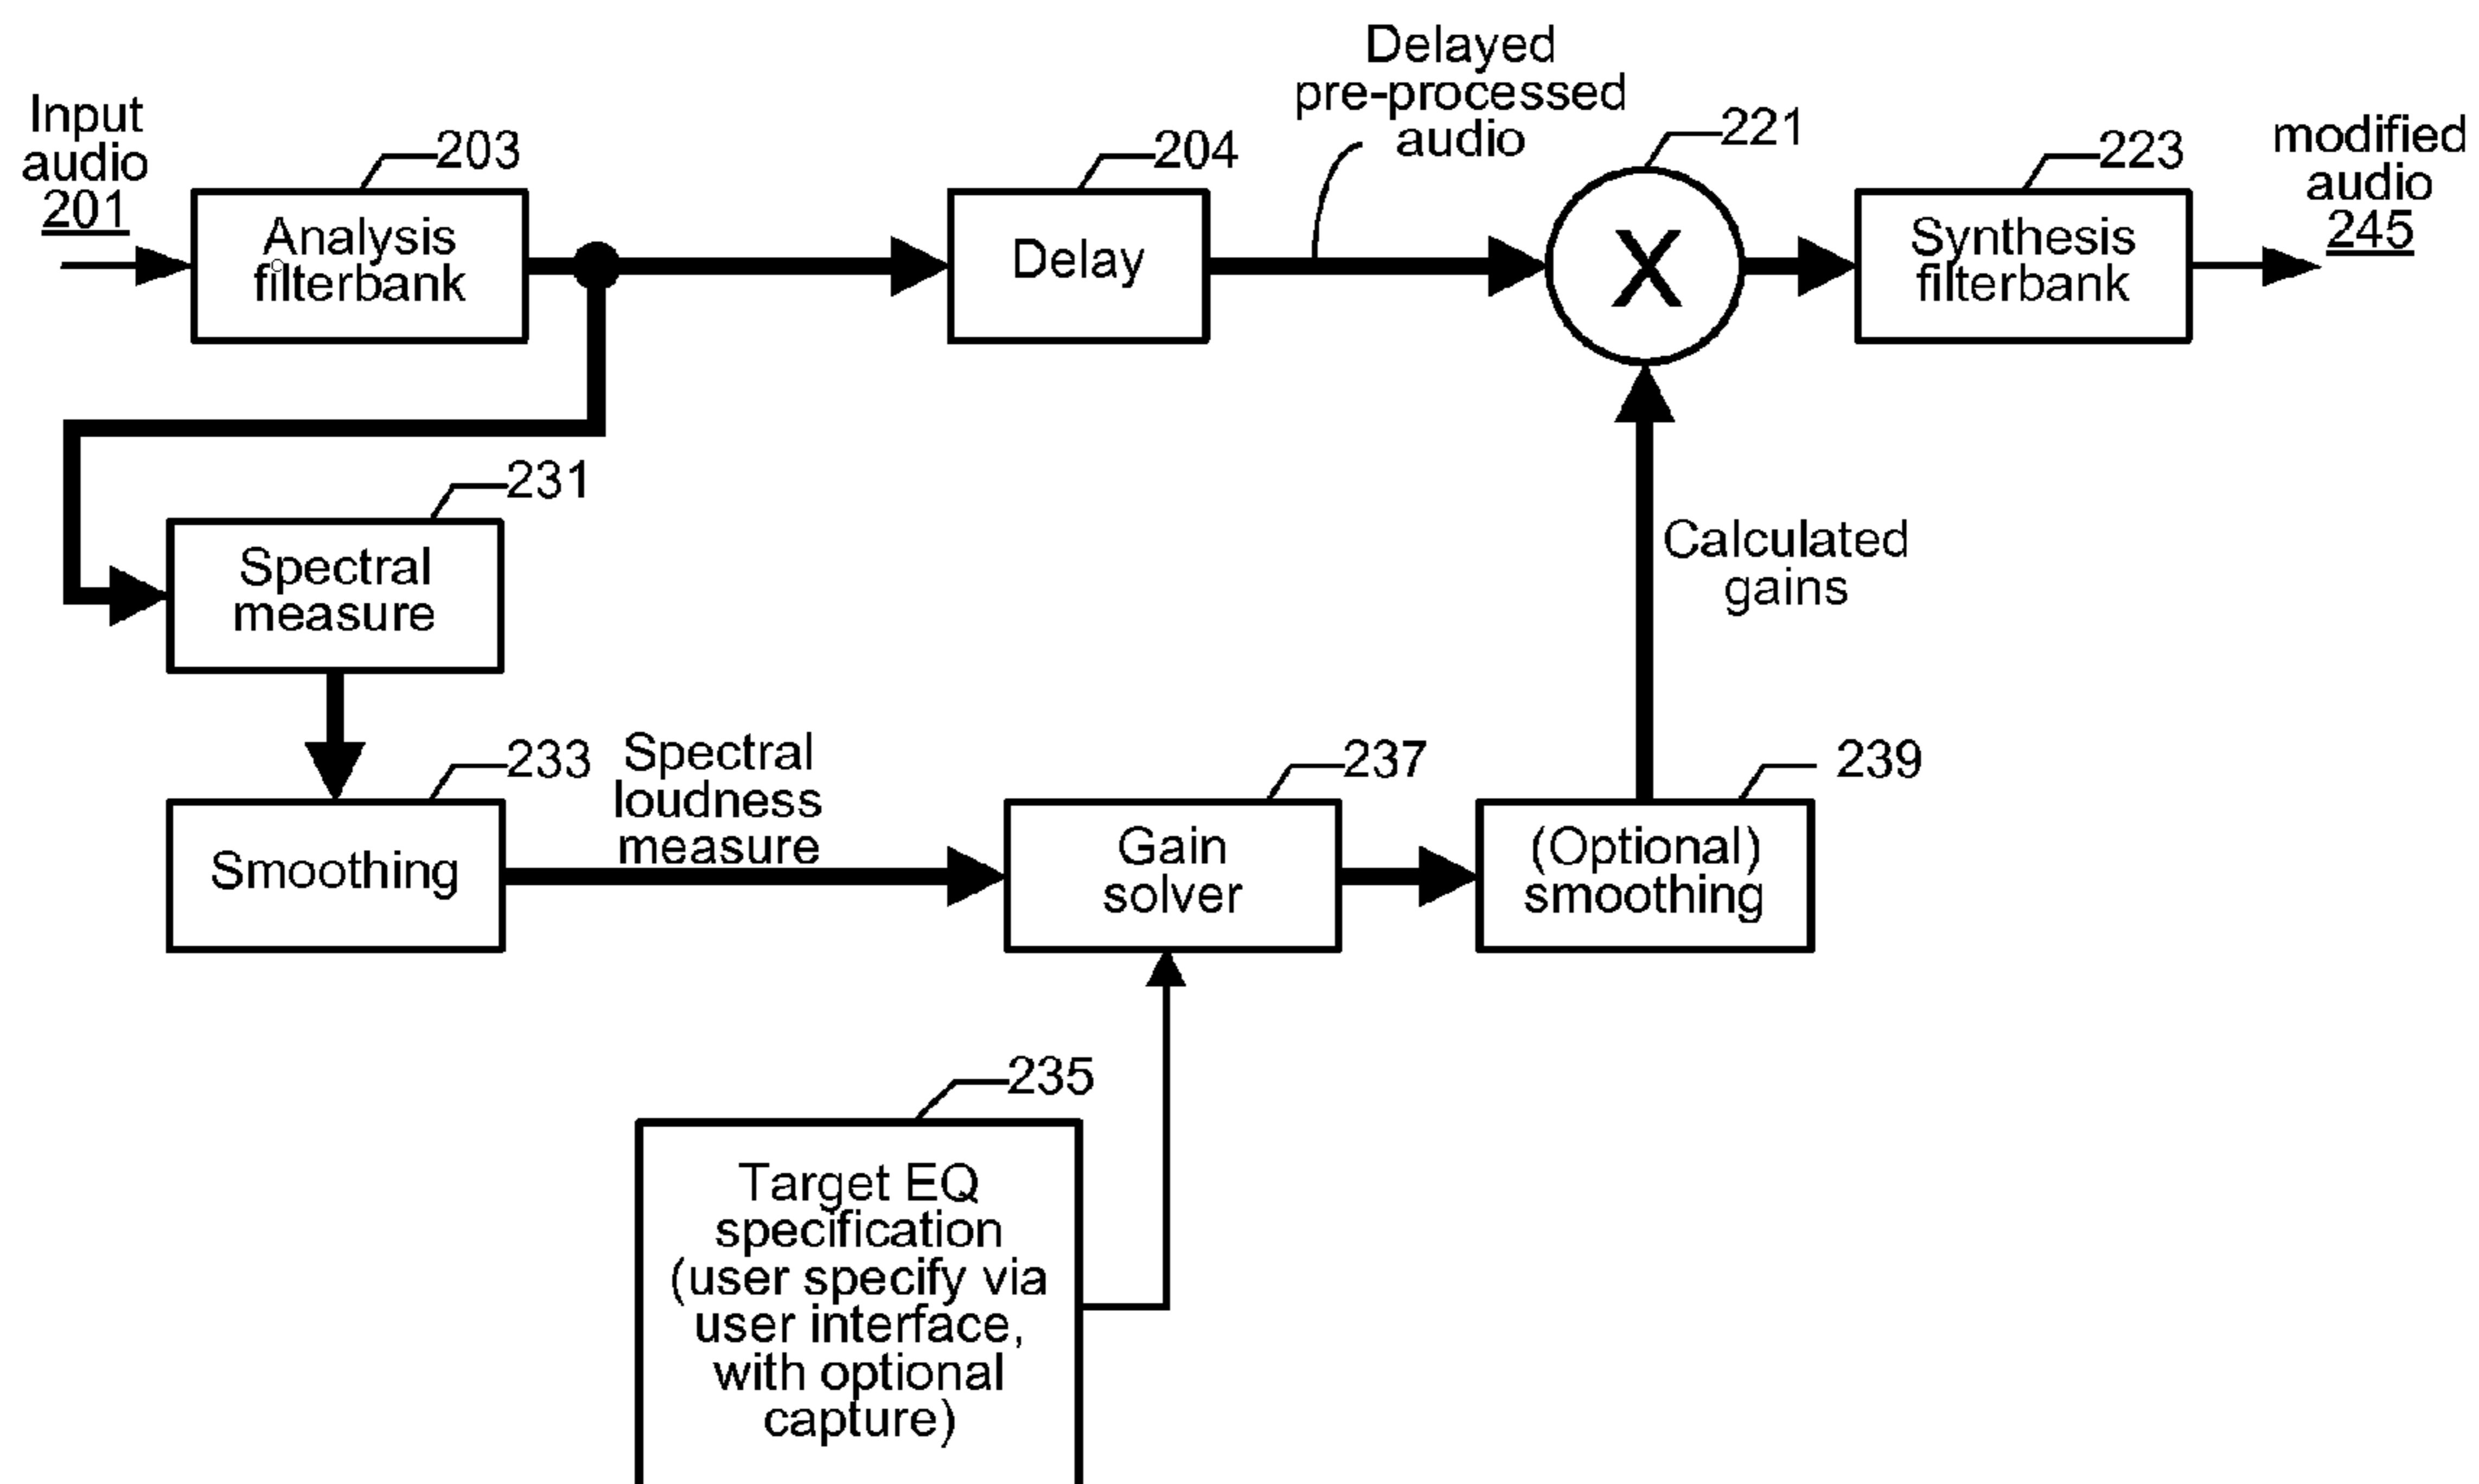 Input
audio
201
203
Analysis
filterbank
204
Delay
Delayed
pre-processed
audio
221
X
223
Synthesis
filterbank
modified
audio
245
231
Spectral
measure
Calculated
gains
233
Smoothing
Spectral
loudness
measure
237
Gain
solver
239
(Optional)
smoothing
235
Target EQ
specification
(user specify via
user interface,
with optional
capture)